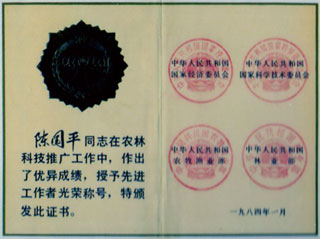 陈国平同志在农林
科技推广工作中，作出
了优异成绩，授予先进
工作者光荣称号，特颁
发此证书。
中华人民共和国
国家经济委员会
中华人民共和国
国家科学技术委员会
中华人民共和国
农牧渔业部
中华人民共和国
林业部
一九八四年一月